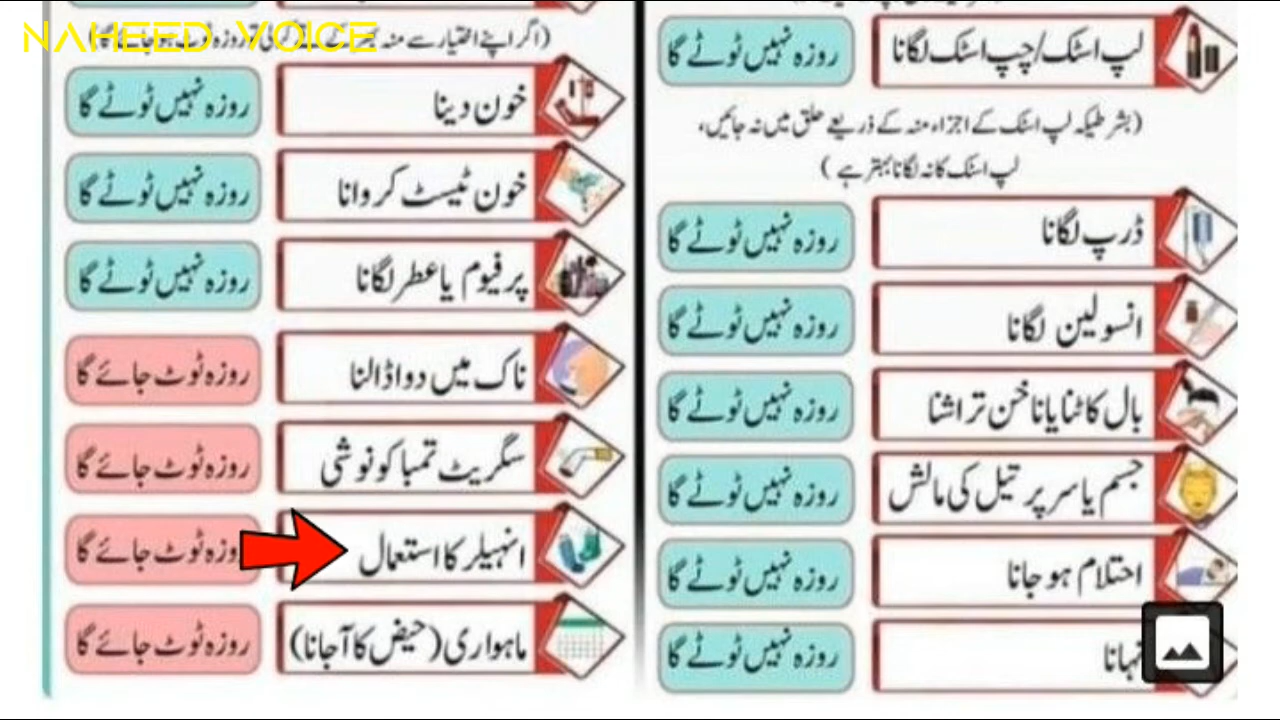 NAHEED VOICE
لپ اسٹک/چپ اسٹک لگانا
روزہ نہیں ٹوٹے گا
(بشرطیکہ لپ اسٹک کے اجزاء منہ کے ذریعے حلق میں نہ جائیں،
لپ اسٹک کا نہ لگانا بہتر ہے)
ڈرپ لگانا
روزہ نہیں ٹوٹے گا
انسولین لگانا
روزہ نہیں ٹوٹے گا
بال کاٹنا یا ناخن تراشنا
روزہ نہیں ٹوٹے گا
جسم یا سر پر تیل کی مالش
روزہ نہیں ٹوٹے گا
احتلام ہو جانا
روزہ نہیں ٹوٹے گا
نہانا
روزہ نہیں ٹوٹے گا
(اگر اپنے اختیار سے منہ
خون دینا
روزہ نہیں ٹوٹے گا
خون ٹیسٹ کروانا
روزہ نہیں ٹوٹے گا
پرفیوم یا عطر لگانا
روزہ نہیں ٹوٹے گا
ناک میں دوا ڈالنا
روزہ ٹوٹ جائے گا
سگریٹ تمباکو نوشی
روزہ ٹوٹ جائے گا
انہیلر کا استعمال
روزہ ٹوٹ جائے گا
ماہواری (حیض کا آجانا)
روزہ ٹوٹ جائے گا